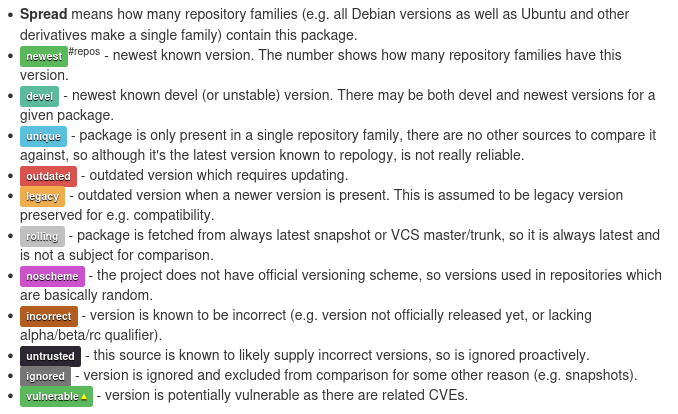 • Spread means how many repository families (e.g. all Debian versions as well as Ubuntu and other
derivatives make a single family) contain this package.
• newest #repos - newest known version. The number shows how many repository families have this
version.
• devel - newest known devel (or unstable) version. There may be both devel and newest versions for a
given package.
• unique - package is only present in a single repository family, there are no other sources to compare it
against, so although it's the latest version known to repology, is not really reliable.
• outdated - outdated version which requires updating.
• legacy - outdated version when a newer version is present. This is assumed to be legacy version
preserved for e.g. compatibility.
• rolling - package is fetched from always latest snapshot or VCS master/trunk, so it is always latest and
is not a subject for comparison.
• noscheme - the project does not have official versioning scheme, so versions used in repositories which
are basically random.
• incorrect - version is known to be incorrect (e.g. version not officially released yet, or lacking
alpha/beta/rc qualifier).
• untrusted - this source is known to likely supply incorrect versions, so is ignored proactively.
• ignored - version is ignored and excluded from comparison for some other reason (e.g. snapshots).
• vulnerable▲ - version is potentially vulnerable as there are related CVEs.